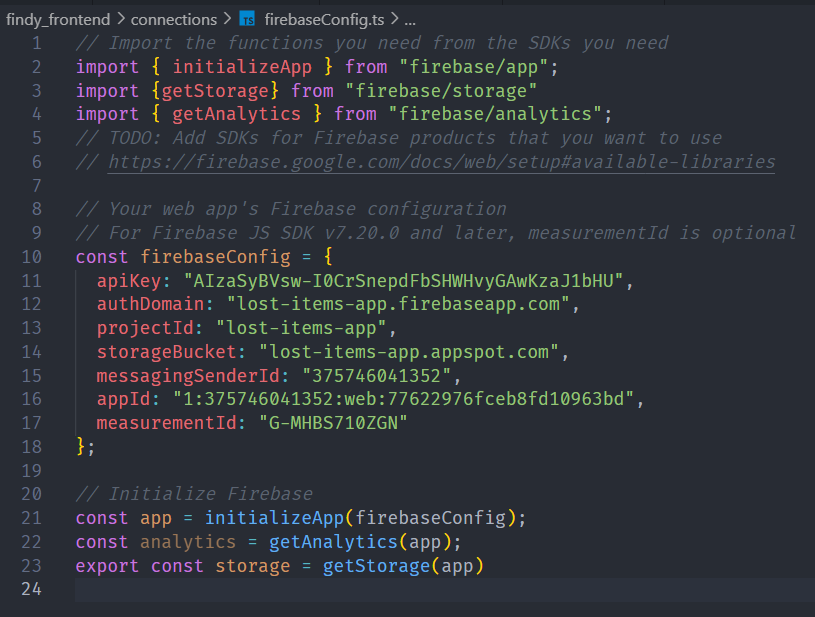 findy_frontend > connections > TS firebaseConfig.ts > ...
1 // Import the functions you need from the SDKs you need
2 import { initializeApp } from "firebase/app";
3 import {getStorage} from "firebase/storage"
4 import { getAnalytics } from "firebase/analytics";
5 // TODO: Add SDKs for Firebase products that you want to use
6 // https://firebase.google.com/docs/web/setup#available-libraries
7
8 // Your web app's Firebase configuration
9 // For Firebase JS SDK v7.20.0 and later, measurementId is optional
10 const firebaseConfig = {
11 apiKey: "AIzaSyBVsw-I0CrSnepdFbSHWHvyGAwKzaJ1bHU",
12 authDomain: "lost-items-app.firebaseapp.com",
13 projectId: "lost-items-app",
14 storageBucket: "lost-items-app.appspot.com",
15 messagingSenderId: "375746041352",
16 appId: "1:375746041352:web:77622976fceb8fd10963bd",
17 measurementId: "G-MHBS710ZGN"
18 };
19
20 // Initialize Firebase
21 const app = initializeApp(firebaseConfig);
22 const analytics = getAnalytics(app);
23 export const storage = getStorage(app)
24